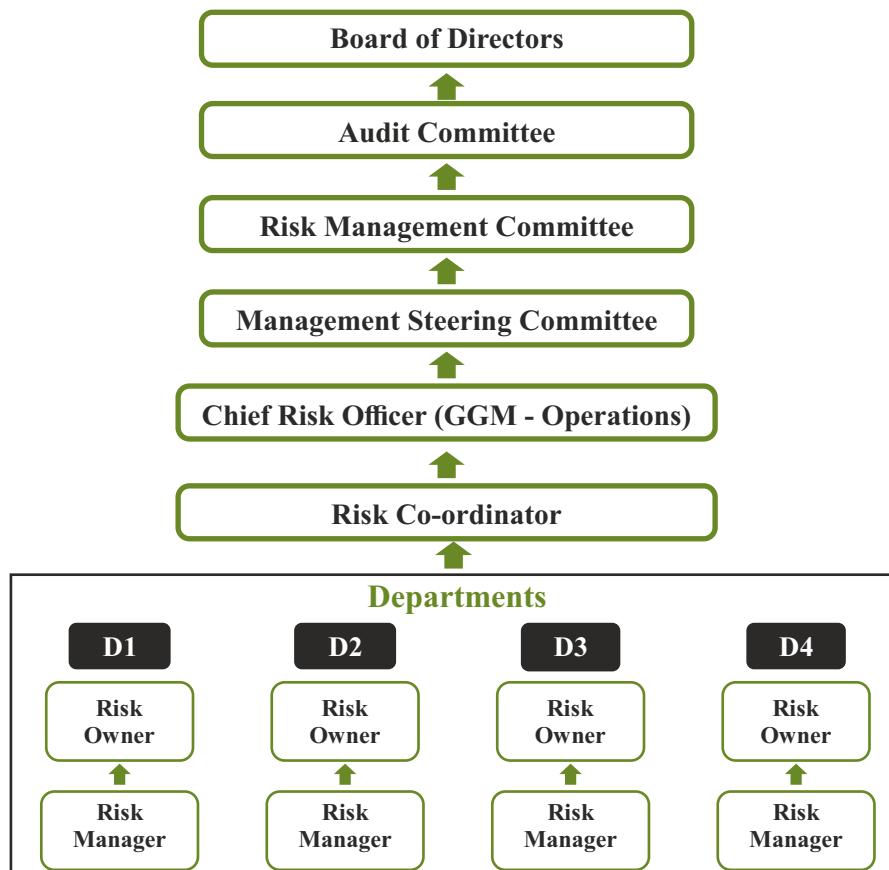 Board of Directors
Audit Committee
Risk Management Committee
Management Steering Committee
Chief Risk Officer (GGM - Operations)
Risk Co-ordinator
Departments
D1
D2
D3
D4
Risk
Owner
Risk
Owner
Risk
Owner
Risk
Owner
Risk
Manager
Risk
Manager
Risk
Manager
Risk
Manager